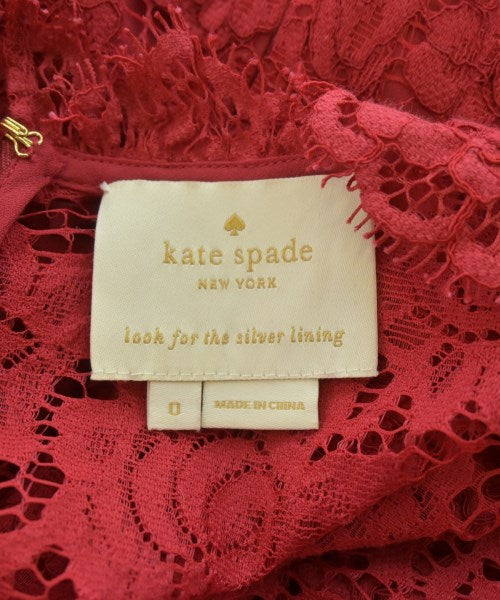 kate spade
NEW YORK
look for the silver lining
0
MADE IN CHINA